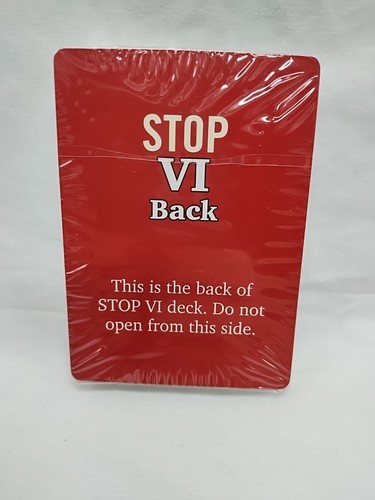 STOP
VI
Back
This is the back of
STOP VI deck. Do not
open from this side.